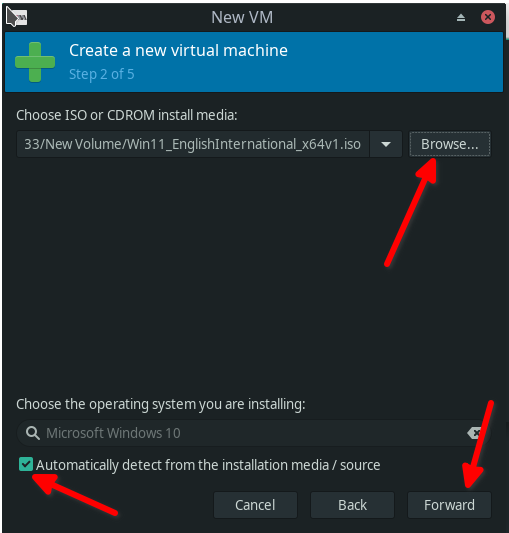 New VM
Create a new virtual machine
Step 2 of 5
Choose ISO or CDROM install media:
33/New Volume/Win11_EnglishInternational_x64v1.iso
Browse...
Choose the operating system you are installing:
Microsoft Windows 10
Automatically detect from the installation media / source
Cancel Back Forward